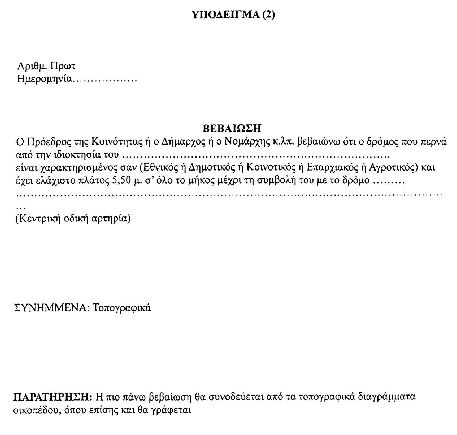 ΥΠΟΔΕΙΓΜΑ (2)
Αριθμ. Πρωτ
Ημερομηνία………………
ΒΕΒΑΙΩΣΗ
Ο Πρόεδρος της Κοινότητας ή ο Δήμαρχος ή ο Νομάρχης κ.λπ. βεβαιώνω ότι ο δρόμος που περνά
από την ιδιοκτησία του ……………………………………………………………
είναι χαρακτηρισμένος σαν (Εθνικός ή Δημοτικός ή Κοινοτικός ή Επαρχιακός ή Αγροτικός) και
έχει ελάχιστο πλάτος 5,50 μ. σ’ όλο το μήκος μέχρι τη συμβολή του με το δρόμο ………
……………………………………………………………………………………………………
…
(Κεντρική οδική αρτηρία)
ΣΥΝΗΜΜΕΝΑ: Τοπογραφικά
ΠΑΡΑΤΗΡΗΣΗ: Η πιο πάνω βεβαίωση θα συνοδεύεται από τα τοπογραφικά διαγράμματα
οικοπέδου, όπου επίσης και θα γράφεται